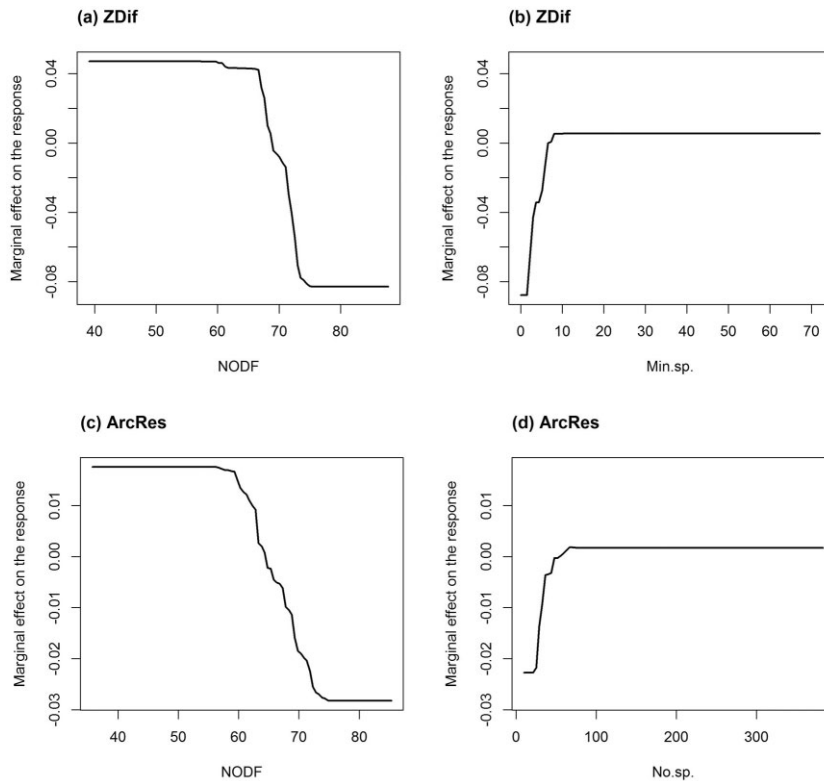 (a) ZDif
Marginal effect on the response
0.04
0.00
-0.04
-0.08
40 50 60 70 80
NODF
(b) ZDif
Marginal effect on the response
0.04
0.00
-0.04
-0.08
0 10 20 30 40 50 60 70
Min.sp.
(c) ArcRes
Marginal effect on the response
0.01
0.00
-0.01
-0.02
-0.03
40 50 60 70 80
NODF
(d) ArcRes
Marginal effect on the response
0.01
0.00
-0.01
-0.02
-0.03
0 100 200 300
No.sp.